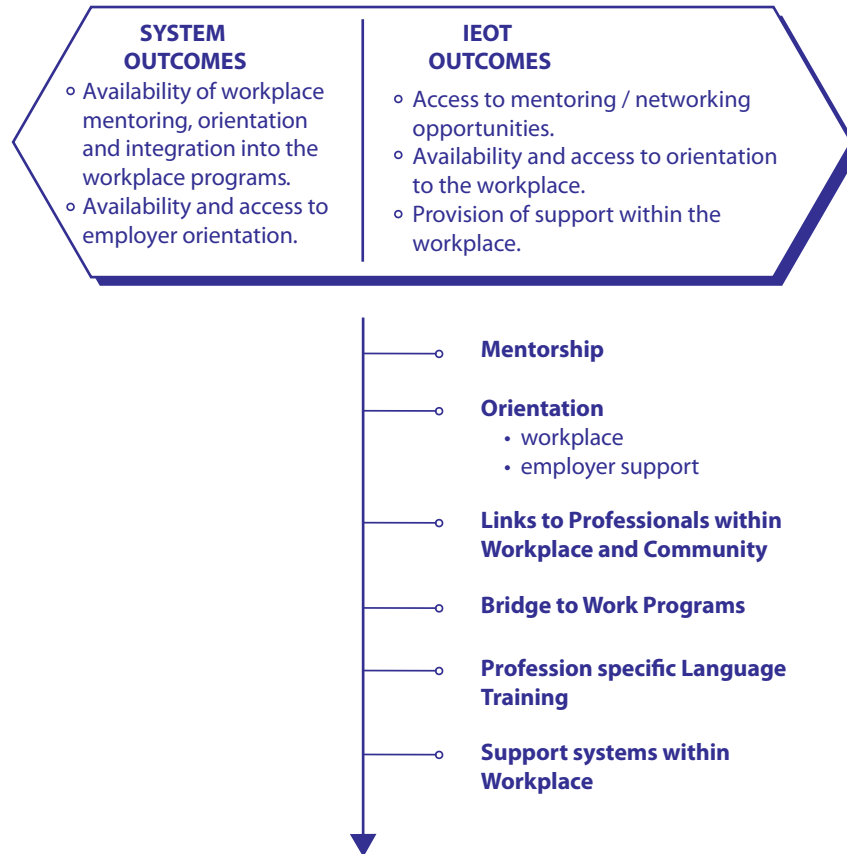 SYSTEM
OUTCOMES
◦ Availability of workplace
mentoring, orientation
and integration into the
workplace programs.
◦ Availability and access to
employer orientation.
IEOT
OUTCOMES
◦ Access to mentoring / networking
opportunities.
◦ Availability and access to orientation
to the workplace.
◦ Provision of support within the
workplace.
Mentorship
Orientation
• workplace
• employer support
Links to Professionals within
Workplace and Community
Bridge to Work Programs
Profession specific Language
Training
Support systems within
Workplace